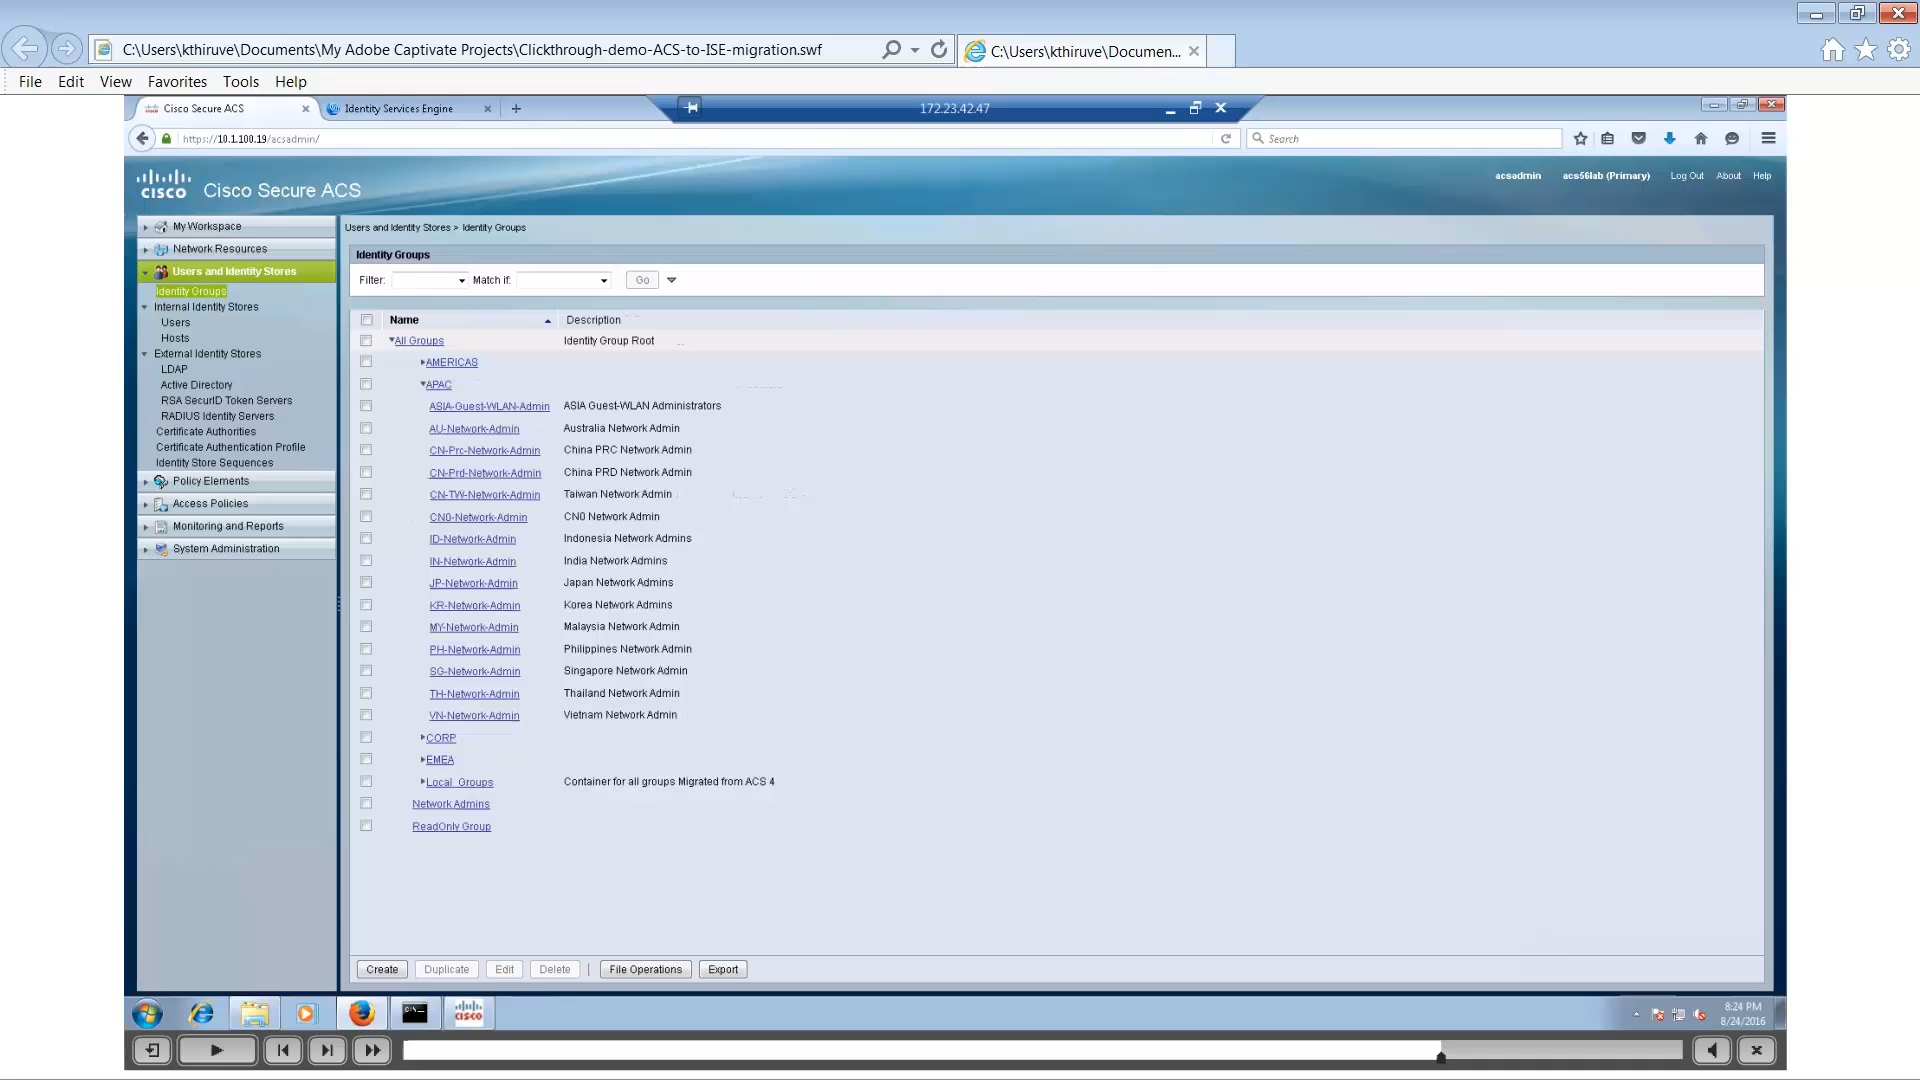 C:\Users\kthiruve\Documents\My Adobe Captivate Projects\Clickthrough-demo-ACS-to-ISE-migration.swf
C:\Users\kthiruve\Documen...
File Edit View Favorites Tools Help
Cisco Secure ACS
Identity Services Engine
172.23.42.47
https://10.1.100.19/acsadmin/
Search
CISCO Cisco Secure ACS
acsadmin acs56lab (Primary) Log Out About Help
My Workspace
Network Resources
Users and Identity Stores
Identity Groups
Internal Identity Stores
Users
Hosts
External Identity Stores
LDAP
Active Directory
RSA SecurID Token Servers
RADIUS Identity Servers
Certificate Authorities
Certificate Authentication Profile
Identity Store Sequences
Policy Elements
Access Policies
Monitoring and Reports
System Administration
Users and Identity Stores > Identity Groups
Identity Groups
Filter: Match if: Go
Name Description
All Groups Identity Group Root
AMERICAS
APAC
ASIA-Guest-WLAN-Admin ASIA Guest-WLAN Administrators
AU-Network-Admin Australia Network Admin
CN-Prc-Network-Admin China PRC Network Admin
CN-Prd-Network-Admin China PRD Network Admin
CN-TW-Network-Admin Taiwan Network Admin
CN0-Network-Admin CN0 Network Admin
ID-Network-Admin Indonesia Network Admins
IN-Network-Admin India Network Admins
JP-Network-Admin Japan Network Admins
KR-Network-Admin Korea Network Admins
MY-Network-Admin Malaysia Network Admin
PH-Network-Admin Philippines Network Admin
SG-Network-Admin Singapore Network Admin
TH-Network-Admin Thailand Network Admin
VN-Network-Admin Vietnam Network Admin
CORP
EMEA
Local_Groups Container for all groups Migrated from ACS 4
Network Admins
ReadOnly Group
Create Duplicate Edit Delete | File Operations Export
CISCO
8:24 PM
8/24/2016